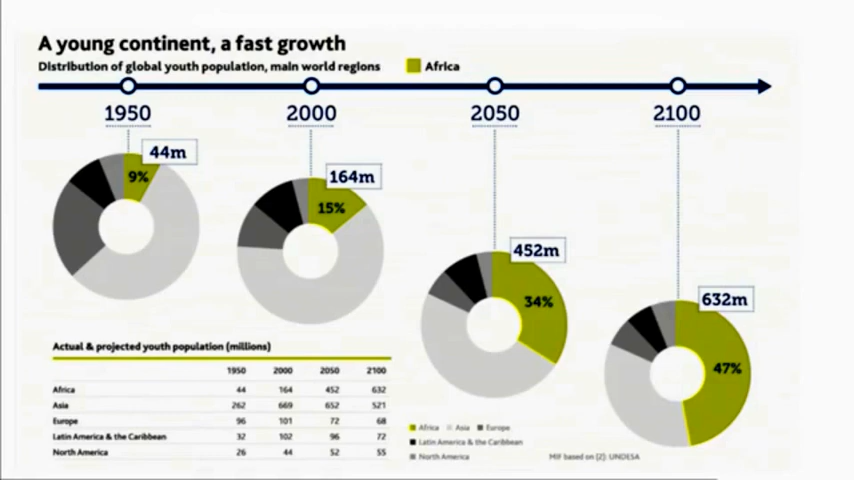 A young continent, a fast growth
Distribution of global youth population, main world regions
Africa
1950 2000 2050 2100
44m
9%
164m
15%
452m
34%
632m
47%
Actual & projected youth population (millions)
1950 2000 2050 2100
Africa 44 164 452 632
Asia 262 669 652 521
Europe 96 101 72 68
Latin America & the Caribbean 32 102 96 72
North America 26 44 52 55
Africa Asia Europe
Latin America & the Caribbean
North America
MIF based on (2): UNDESA